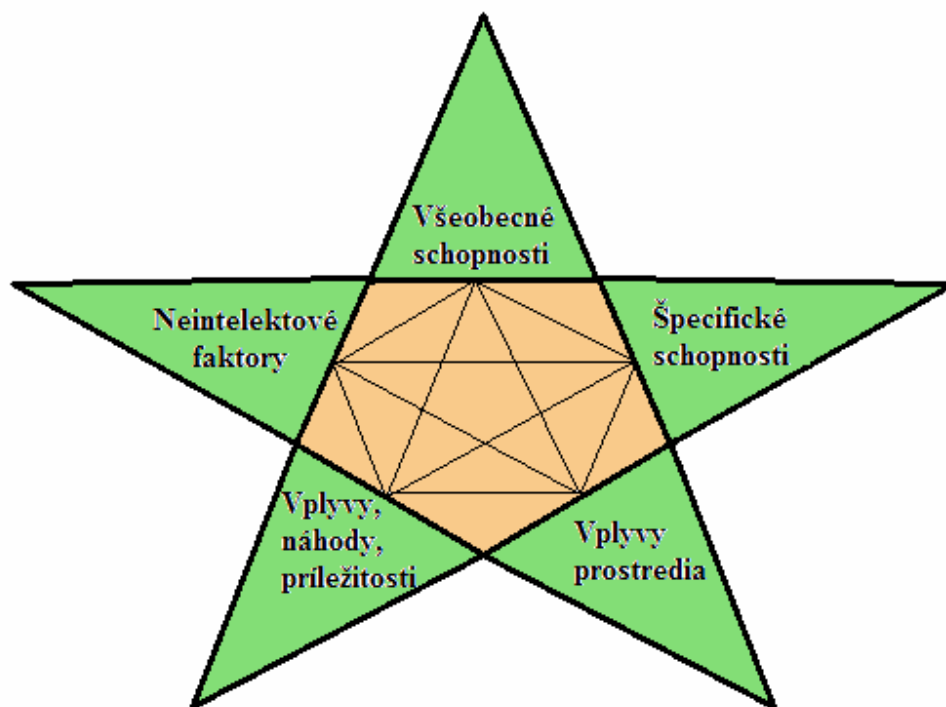 Všeobecné
schopnosti
Neintelektové
faktory
Špecifické
schopnosti
Vplyvy,
náhody,
príležitosti
Vplyvy
prostredia